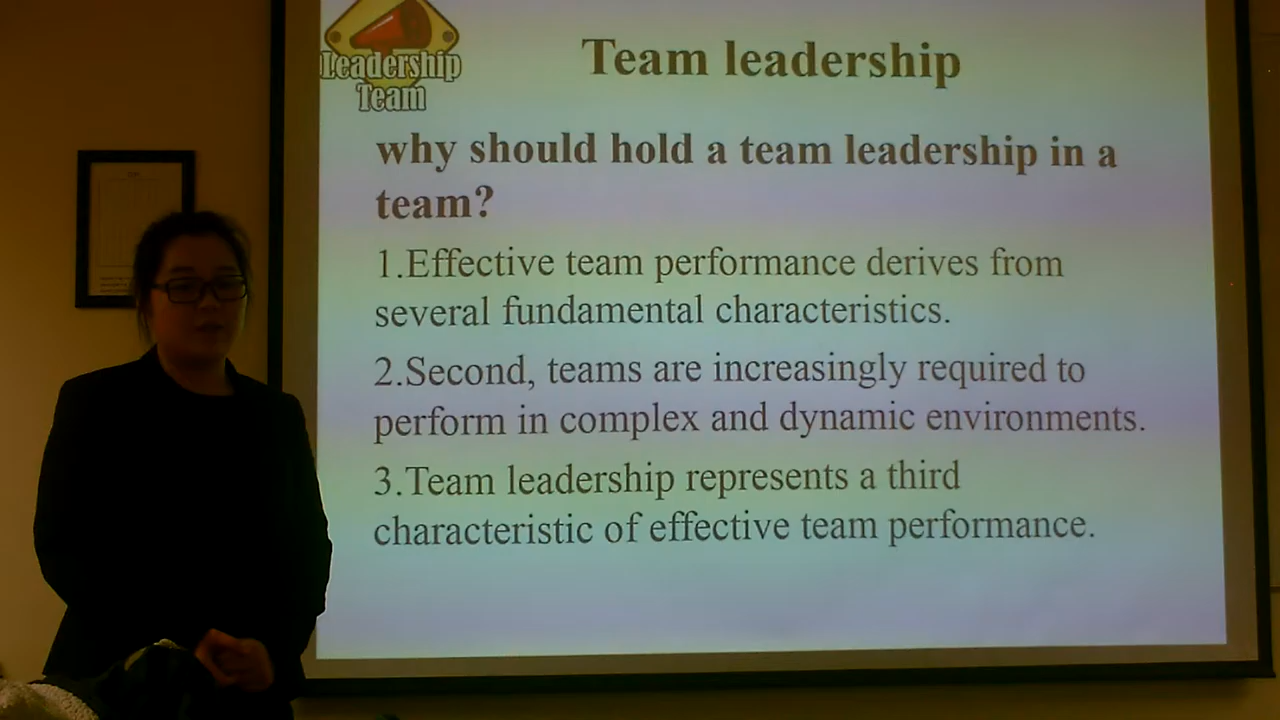 Leadership
Team
Team leadership
why should hold a team leadership in a
team?
1.Effective team performance derives from
several fundamental characteristics.
2.Second, teams are increasingly required to
perform in complex and dynamic environments.
3.Team leadership represents a third
characteristic of effective team performance.